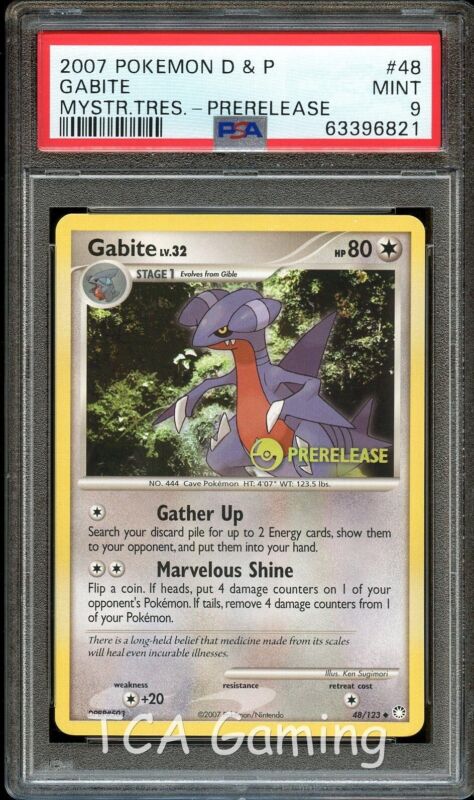 2007 POKEMON D & P #48
GABITE MINT
MYSTR.TRES.-PRERELEASE 9
PSA 63396821
Gabite LV.32 HP 80
STAGE 1 Evolves from Gible
PRERELEASE
NO. 444 Cave Pokémon HT: 4'07" WT: 123.5 lbs.
Gather Up
Search your discard pile for up to 2 Energy cards, show them
to your opponent, and put them into your hand.
Marvelous Shine
Flip a coin. If heads, put 4 damage counters on 1 of your
opponent's Pokémon. If tails, remove 4 damage counters from 1
of your Pokémon.
There is a long-held belief that medicine made from its scales
will heal even incurable illnesses.
Illus. Ken Sugimori
weakness resistance retreat cost
+20
©2007 Pokémon/Nintendo 48/123
TCA Gaming